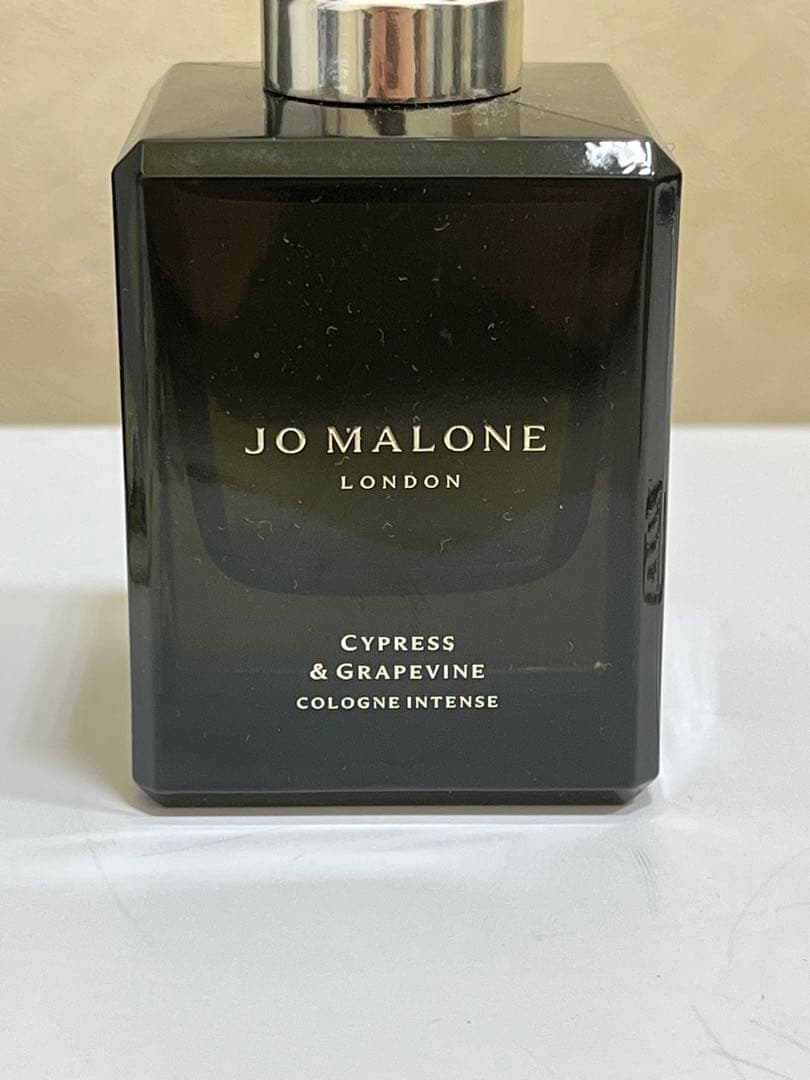 JO MALONE
LONDON
CYPRESS
& GRAPEVINE
COLOGNE INTENSE